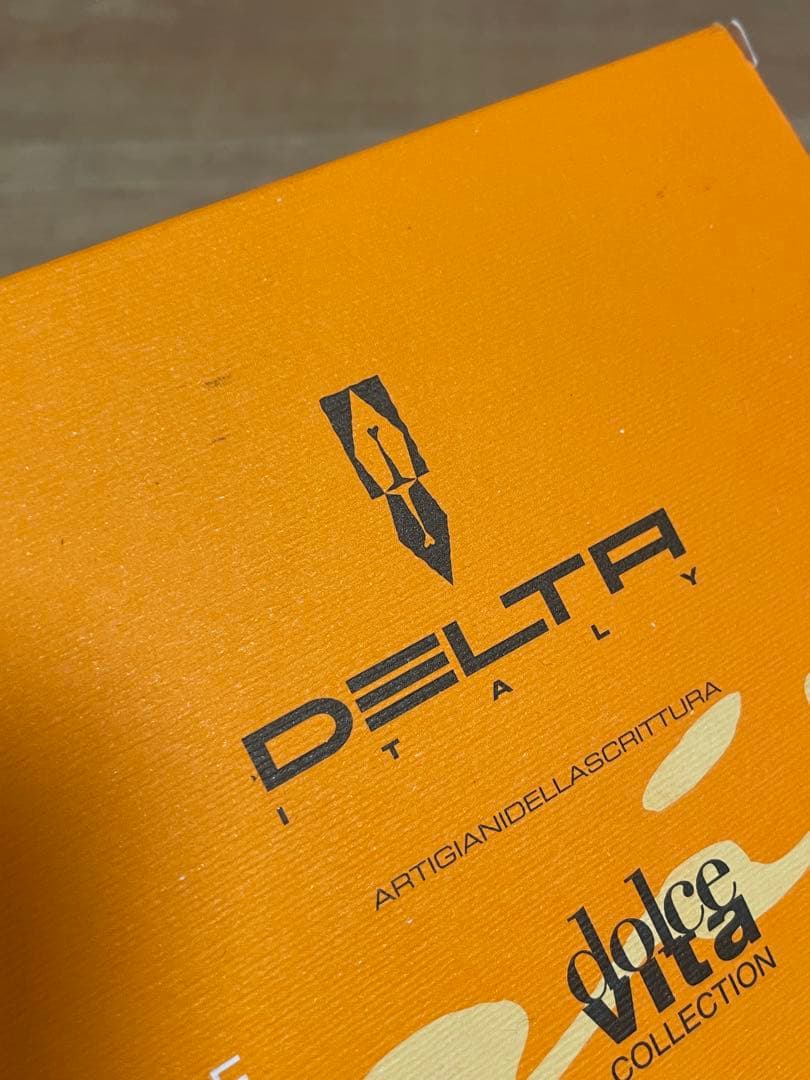 DELTA
ITALY
ARTIGIANIDELLASCRITTURA
dolce
vita
COLLECTION
E